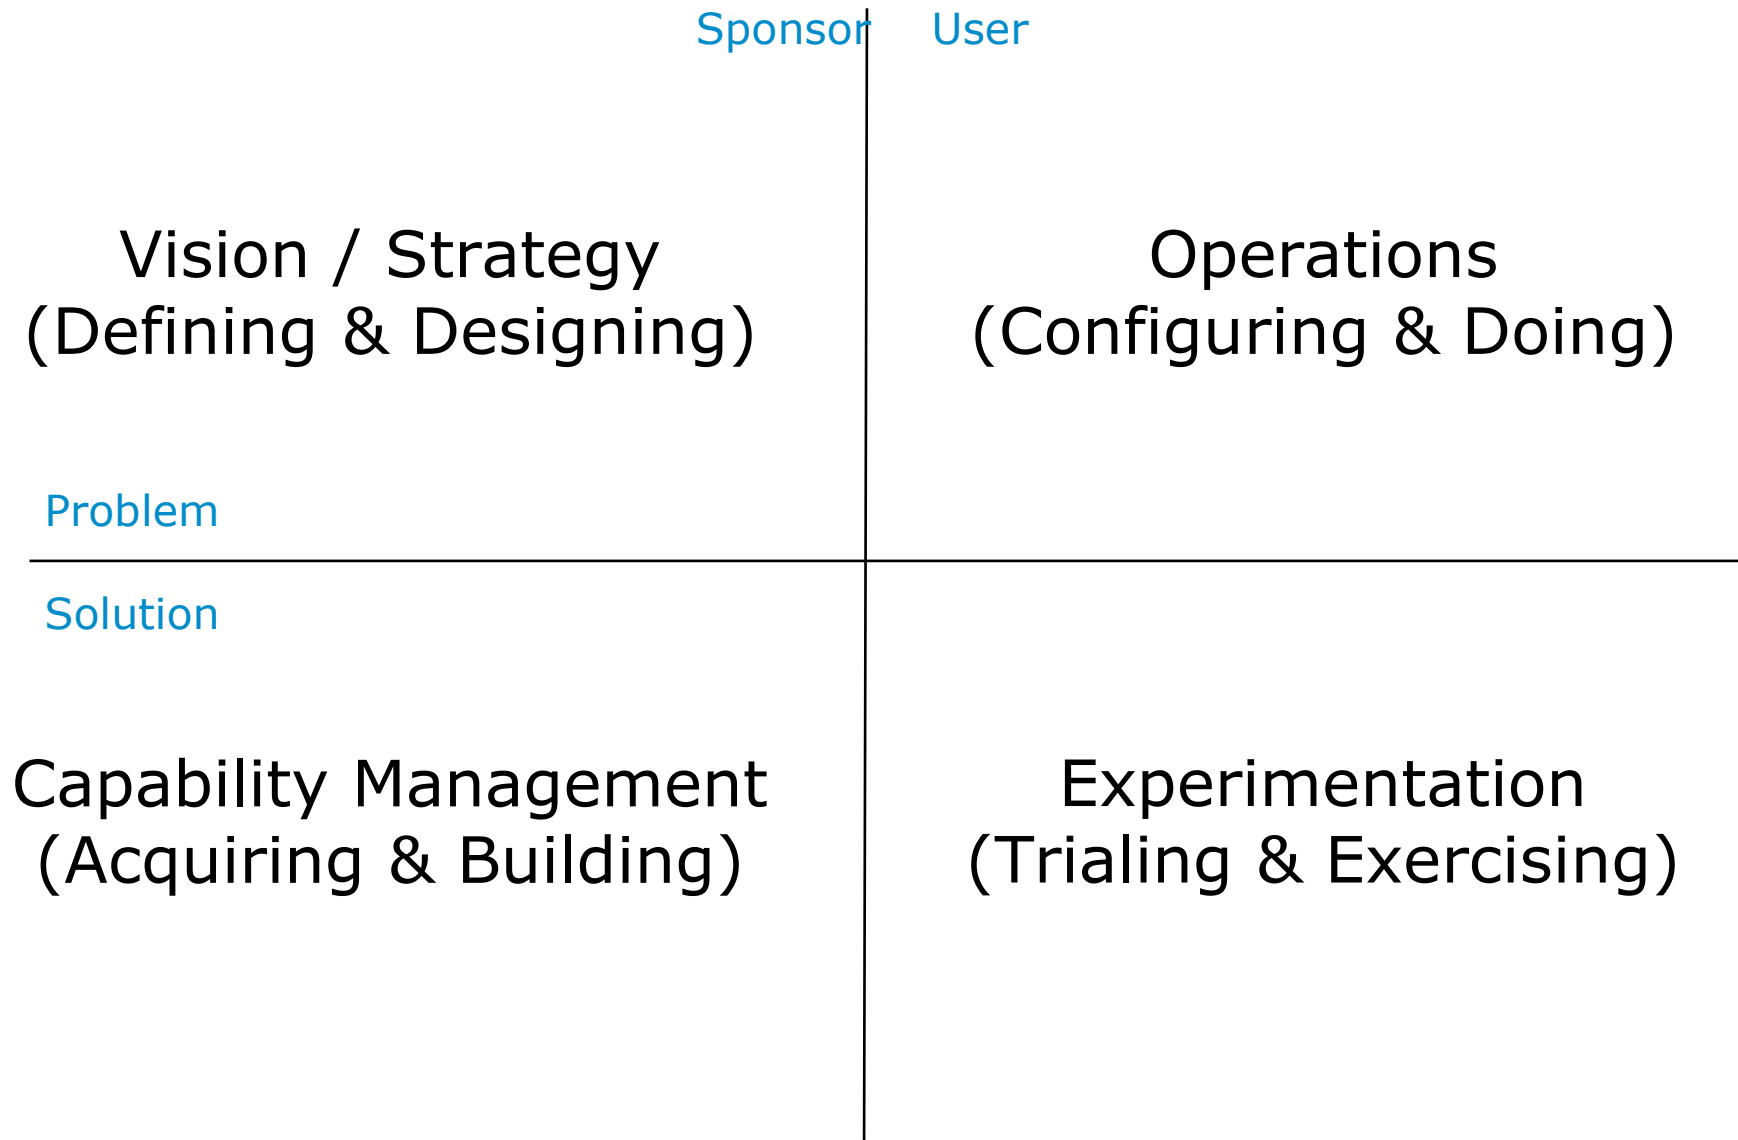 Sponsor User
Vision / Strategy
(Defining & Designing)
Operations
(Configuring & Doing)
Problem
Solution
Capability Management
(Acquiring & Building)
Experimentation
(Trialing & Exercising)